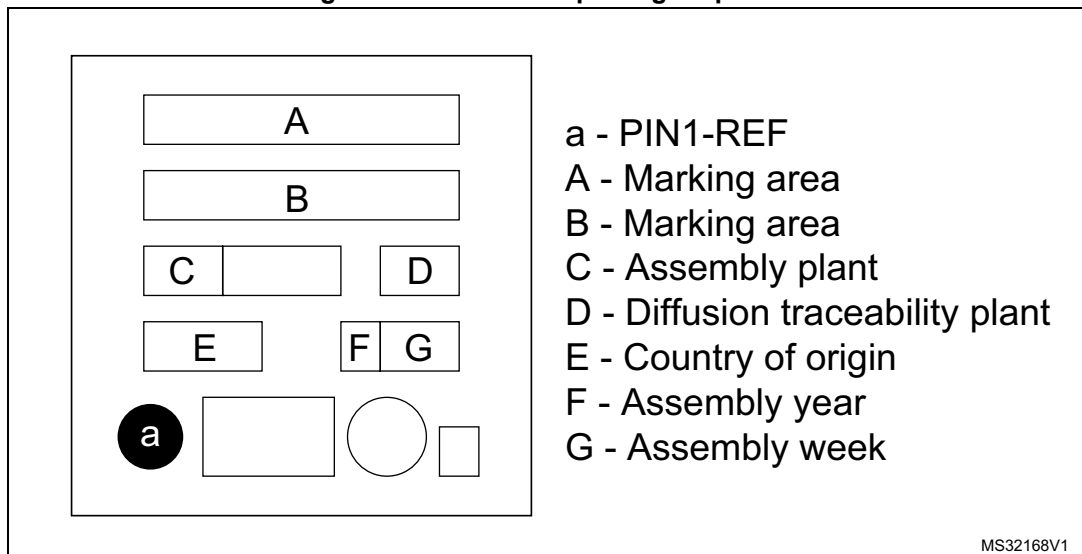 A
B
C
D
E
F
G
a
a - PIN1-REF
A - Marking area
B - Marking area
C - Assembly plant
D - Diffusion traceability plant
E - Country of origin
F - Assembly year
G - Assembly week
MS32168V1